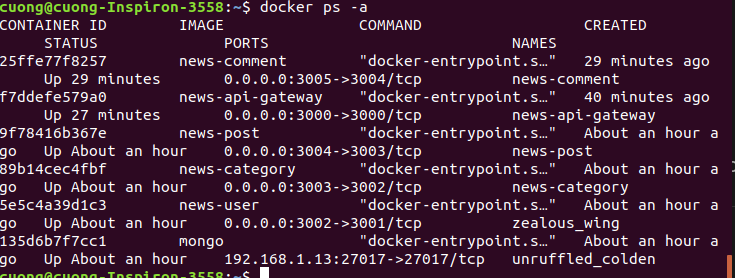 cuong@cuong-Inspiron-3558:~$ docker ps -a
CONTAINER ID        IMAGE               COMMAND                  CREATED
     STATUS              PORTS                           NAMES
25ffe77f8257        news-comment        "docker-entrypoint.s…"   29 minutes ago
     Up 29 minutes       0.0.0.0:3005->3004/tcp          news-comment
f7ddefe579a0        news-api-gateway    "docker-entrypoint.s…"   40 minutes ago
     Up 27 minutes       0.0.0.0:3000->3000/tcp          news-api-gateway
9f78416b367e        news-post           "docker-entrypoint.s…"   About an hour a
go   Up About an hour    0.0.0.0:3004->3003/tcp          news-post
89b14cec4fbf        news-category       "docker-entrypoint.s…"   About an hour a
go   Up About an hour    0.0.0.0:3003->3002/tcp          news-category
5e5c4a39d1c3        news-user           "docker-entrypoint.s…"   About an hour a
go   Up About an hour    0.0.0.0:3002->3001/tcp          zealous_wing
135d6b7f7cc1        mongo               "docker-entrypoint.s…"   About an hour a
go   Up About an hour    192.168.1.13:27017->27017/tcp   unruffled_colden
cuong@cuong-Inspiron-3558:~$